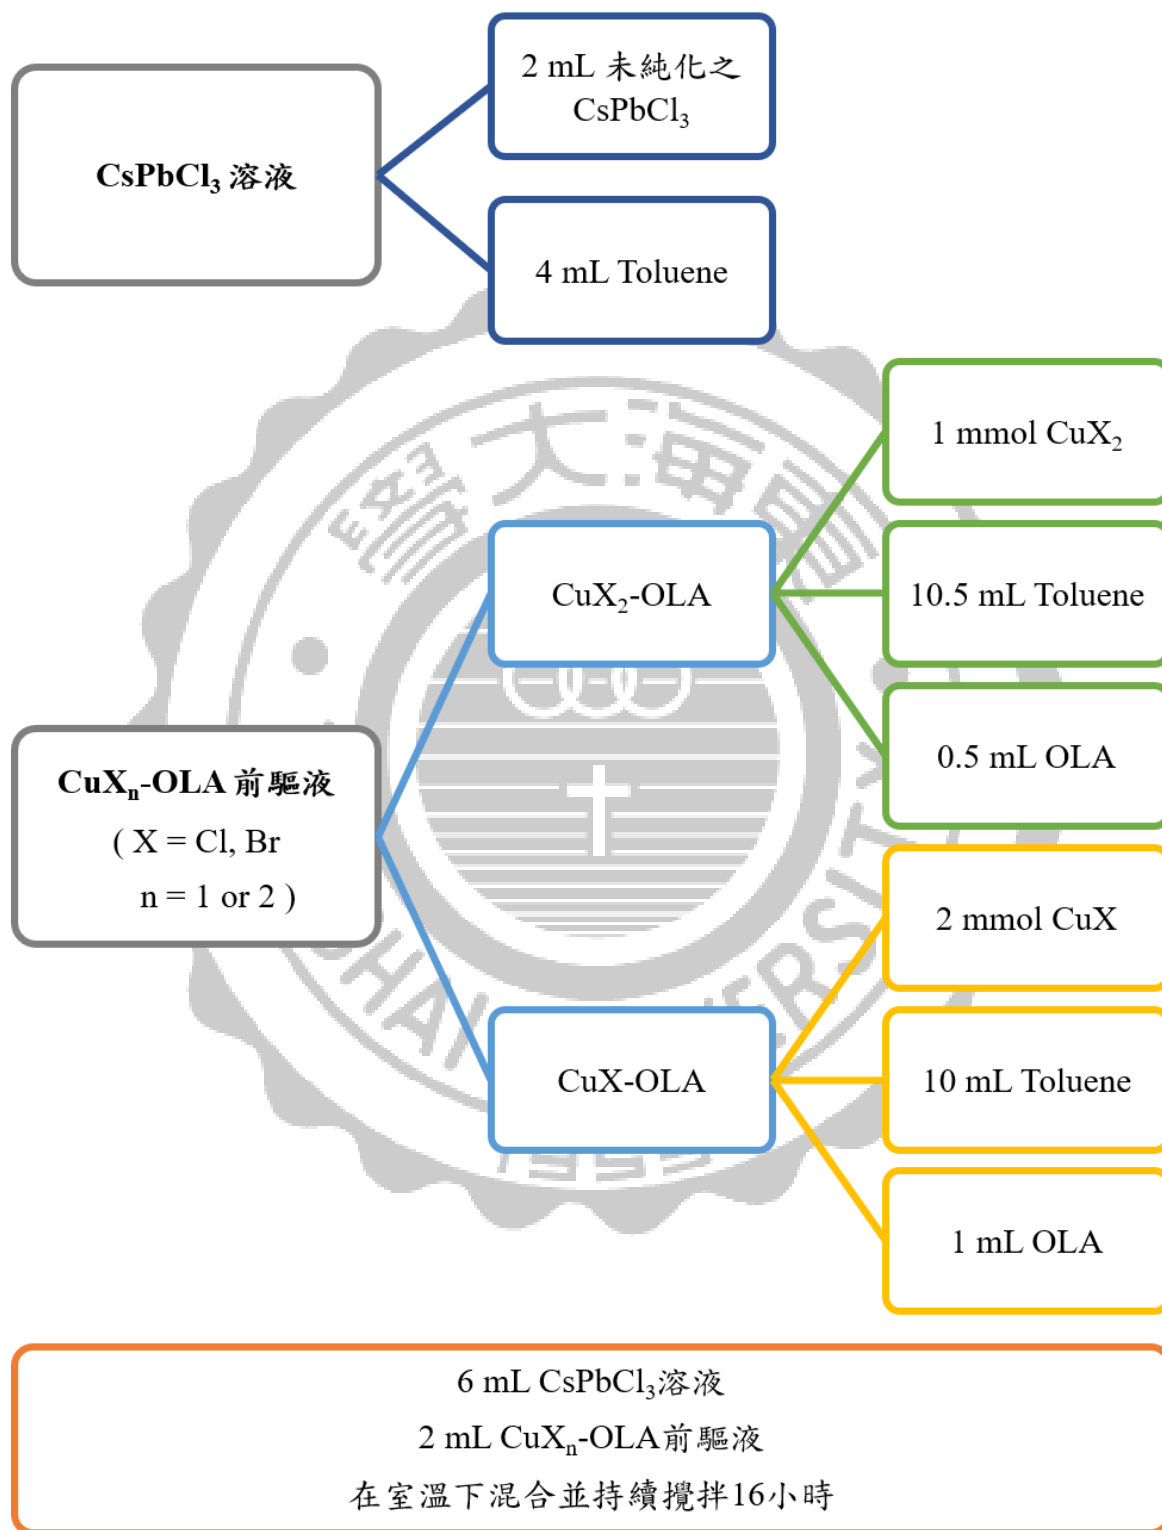 2 mL 未純化之
CsPbCl₃
CsPbCl₃ 溶液
4 mL Toluene
1 mmol CuX₂
CuX₂-OLA
10.5 mL Toluene
0.5 mL OLA
CuXₙ-OLA 前驅液
( X = Cl, Br
n = 1 or 2 )
2 mmol CuX
CuX-OLA
10 mL Toluene
1 mL OLA
6 mL CsPbCl₃溶液
2 mL CuXₙ-OLA前驅液
在室溫下混合並持續攪拌16小時